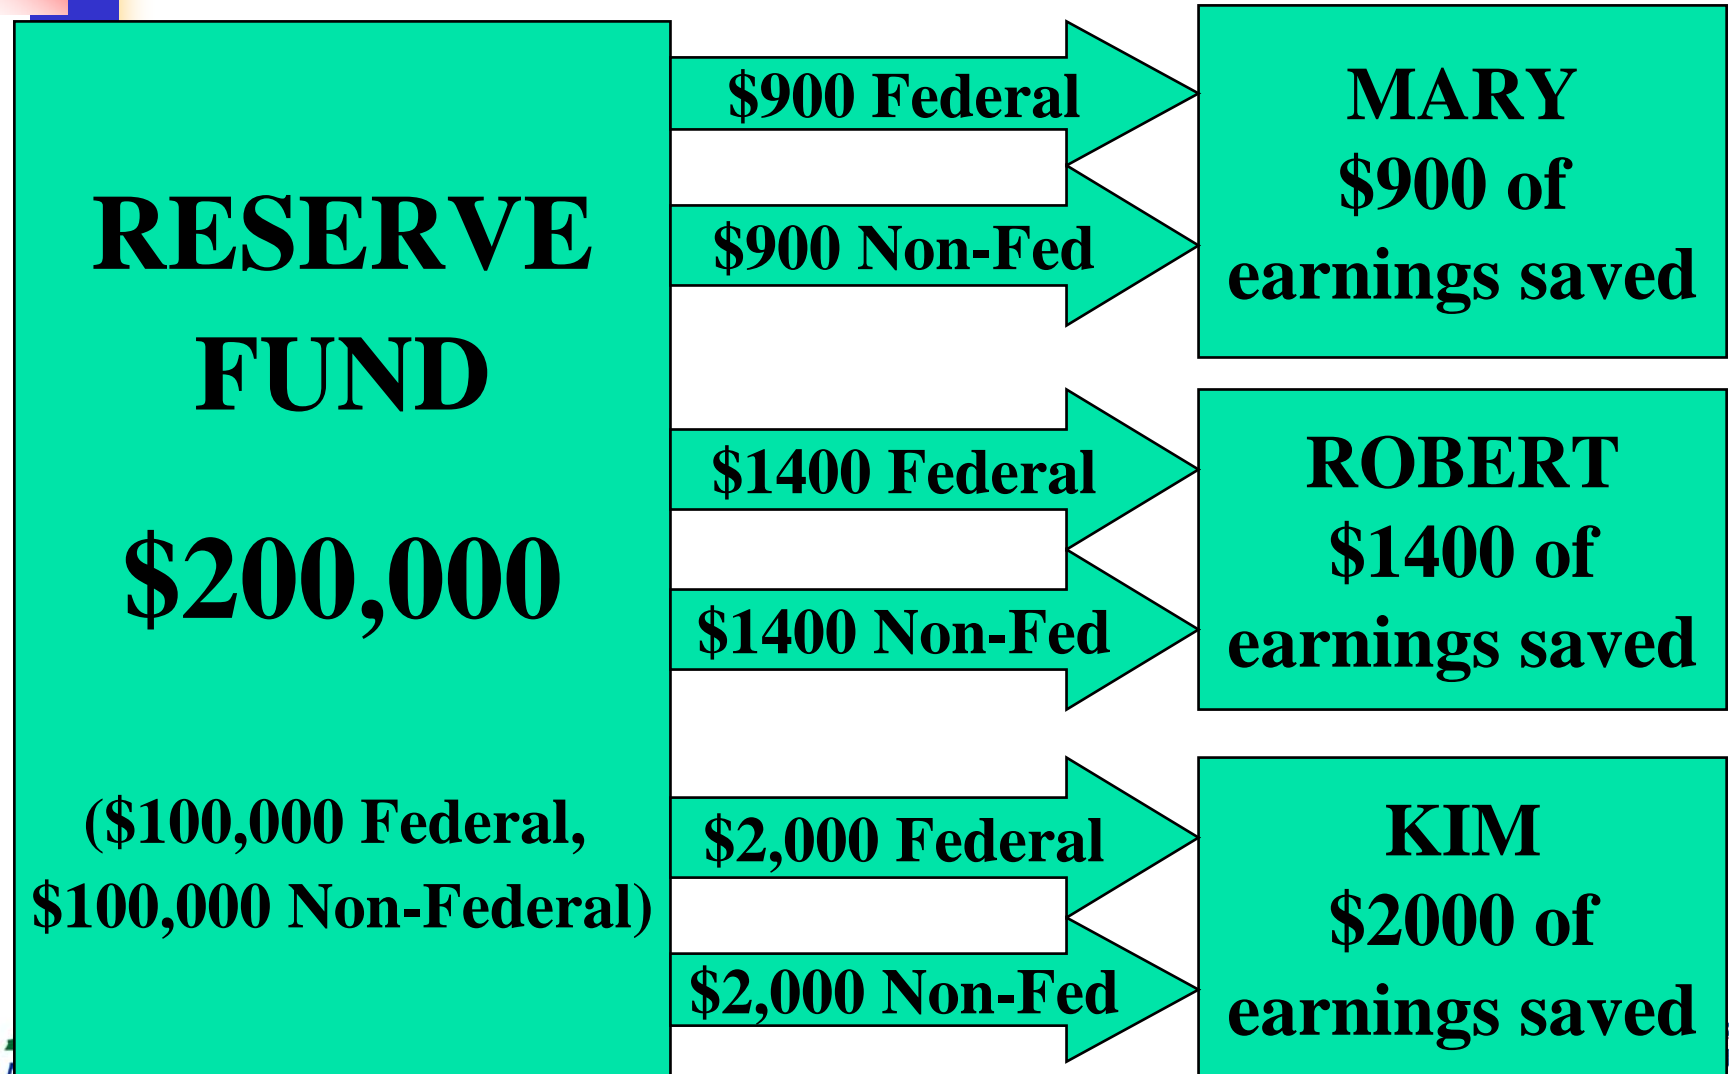 RESERVE
FUND
$200,000
($100,000 Federal,
$100,000 Non-Federal)
$900 Federal
$900 Non-Fed
MARY
$900 of
earnings saved
$1400 Federal
$1400 Non-Fed
ROBERT
$1400 of
earnings saved
$2,000 Federal
$2,000 Non-Fed
KIM
$2000 of
earnings saved